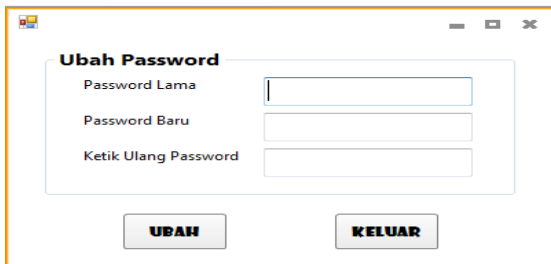 Ubah Password
Password Lama
Password Baru
Ketik Ulang Password
UBAH KELUAR